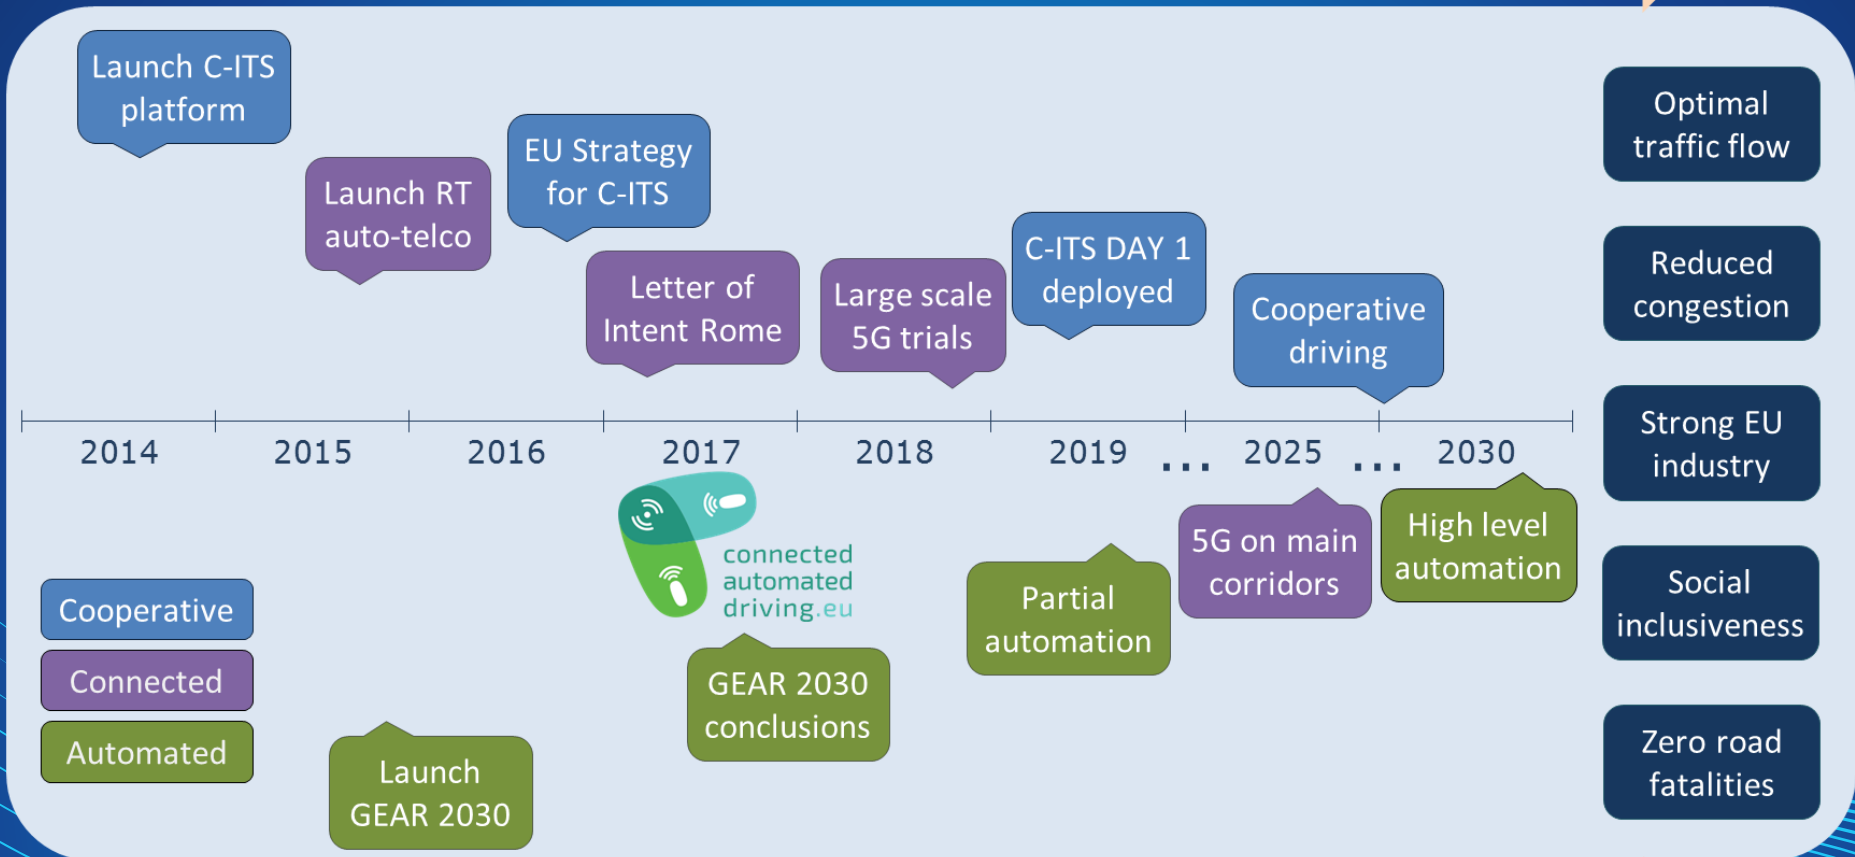 Launch C-ITS
platform
Launch RT
auto-telco
EU Strategy
for C-ITS
Letter of
Intent Rome
Large scale
5G trials
C-ITS DAY 1
deployed
Cooperative
driving
2014
2015
2016
2017
2018
2019
...
2025
...
2030
connected
automated
driving.eu
Launch
GEAR 2030
GEAR 2030
conclusions
Partial
automation
5G on main
corridors
High level
automation
Cooperative
Connected
Automated
Optimal
traffic flow
Reduced
congestion
Strong EU
industry
Social
inclusiveness
Zero road
fatalities